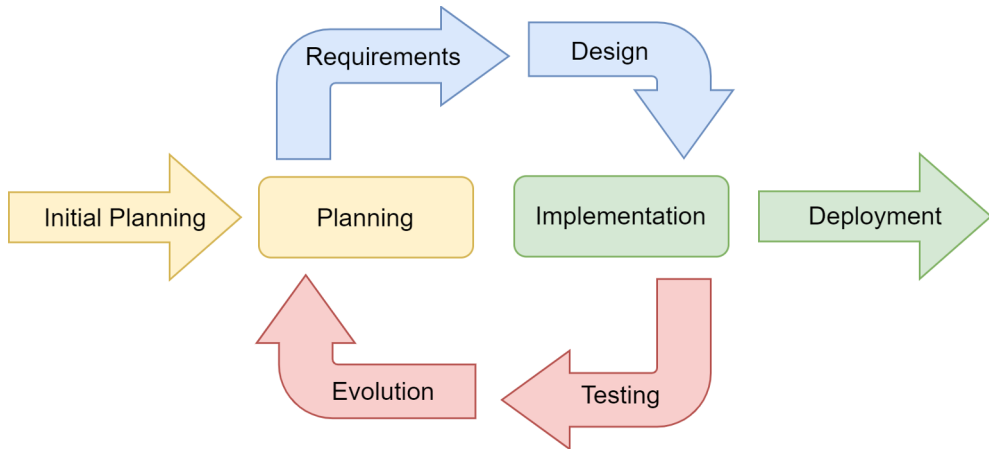 Requirements
Design
Initial Planning
Planning
Implementation
Deployment
Evolution
Testing